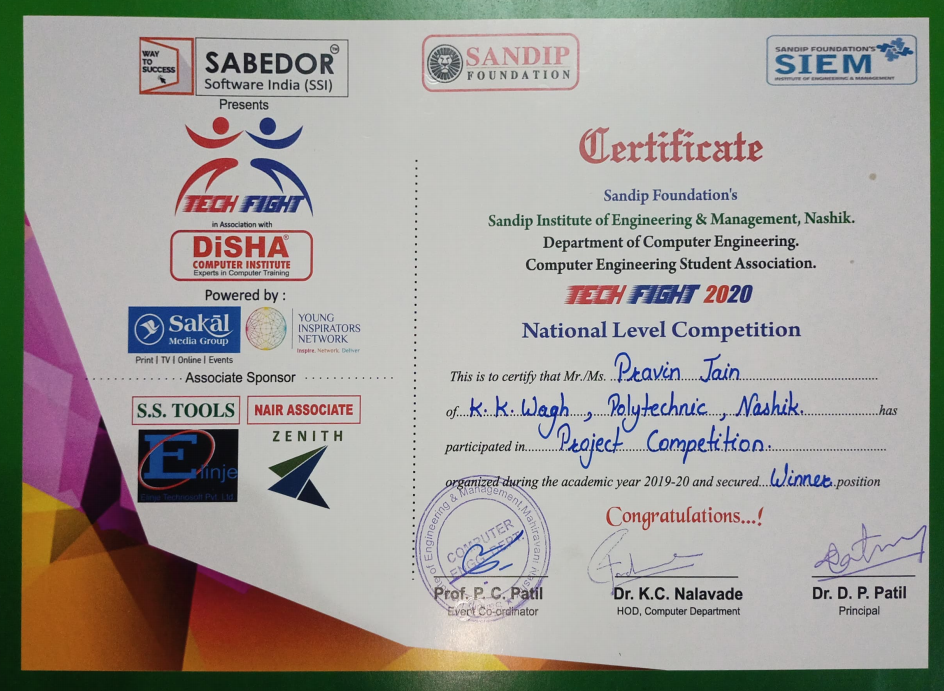 WAY
TO
SUCCESS
SABEDOR™
Software India (SSI)
Presents
TECH FIGHT
in Association with
DiSHA®
COMPUTER INSTITUTE
Experts in Computer Training
Powered by :
Sakāl
Media Group
Print | TV | Online | Events
YOUNG
INSPIRATORS
NETWORK
Inspire. Network. Deliver
Associate Sponsor
S.S. TOOLS
NAIR ASSOCIATE
Elinje
Elinje Technosoft Pvt. Ltd.
ZENITH
SANDIP
FOUNDATION
SANDIP FOUNDATION'S
SIEM
INSTITUTE OF ENGINEERING & MANAGEMENT
Certificate
Sandip Foundation's
Sandip Institute of Engineering & Management, Nashik.
Department of Computer Engineering.
Computer Engineering Student Association.
TECH FIGHT 2020
National Level Competition
This is to certify that Mr./Ms. Pravin Jain
of K. K. Wagh, Polytechnic, Nashik. has
participated in Project Competition.
organized during the academic year 2019-20 and secured Winner position
Congratulations...!
of Engineering & Management, Mahiravani, Nashik
COMPUTER
ENGG. DEPT.
Prof. P. C. Patil
Event Co-ordinator
Dr. K.C. Nalavade
HOD, Computer Department
Dr. D. P. Patil
Principal